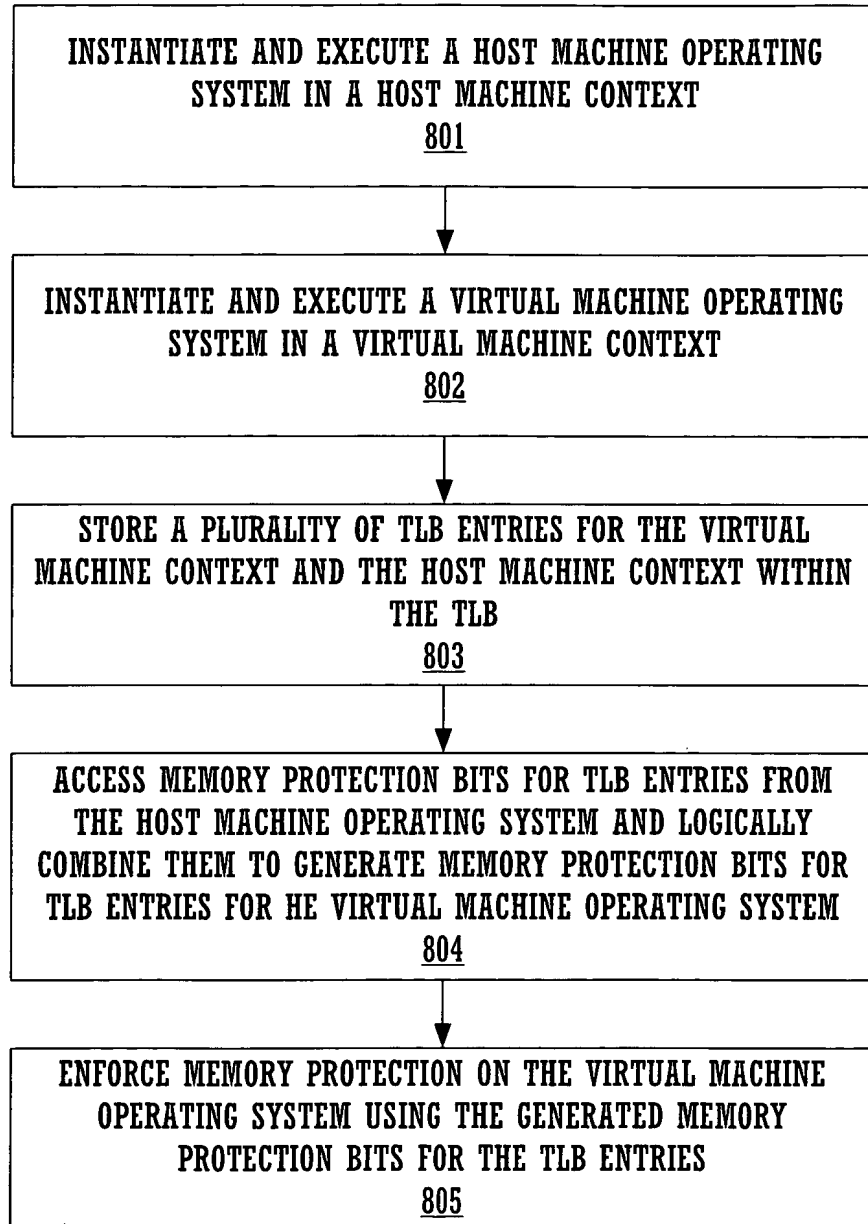 INSTANTIATE AND EXECUTE A HOST MACHINE OPERATING
SYSTEM IN A HOST MACHINE CONTEXT
801
INSTANTIATE AND EXECUTE A VIRTUAL MACHINE OPERATING
SYSTEM IN A VIRTUAL MACHINE CONTEXT
802
STORE A PLURALITY OF TLB ENTRIES FOR THE VIRTUAL
MACHINE CONTEXT AND THE HOST MACHINE CONTEXT WITHIN
THE TLB
803
ACCESS MEMORY PROTECTION BITS FOR TLB ENTRIES FROM
THE HOST MACHINE OPERATING SYSTEM AND LOGICALLY
COMBINE THEM TO GENERATE MEMORY PROTECTION BITS FOR
TLB ENTRIES FOR HE VIRTUAL MACHINE OPERATING SYSTEM
804
ENFORCE MEMORY PROTECTION ON THE VIRTUAL MACHINE
OPERATING SYSTEM USING THE GENERATED MEMORY
PROTECTION BITS FOR THE TLB ENTRIES
805